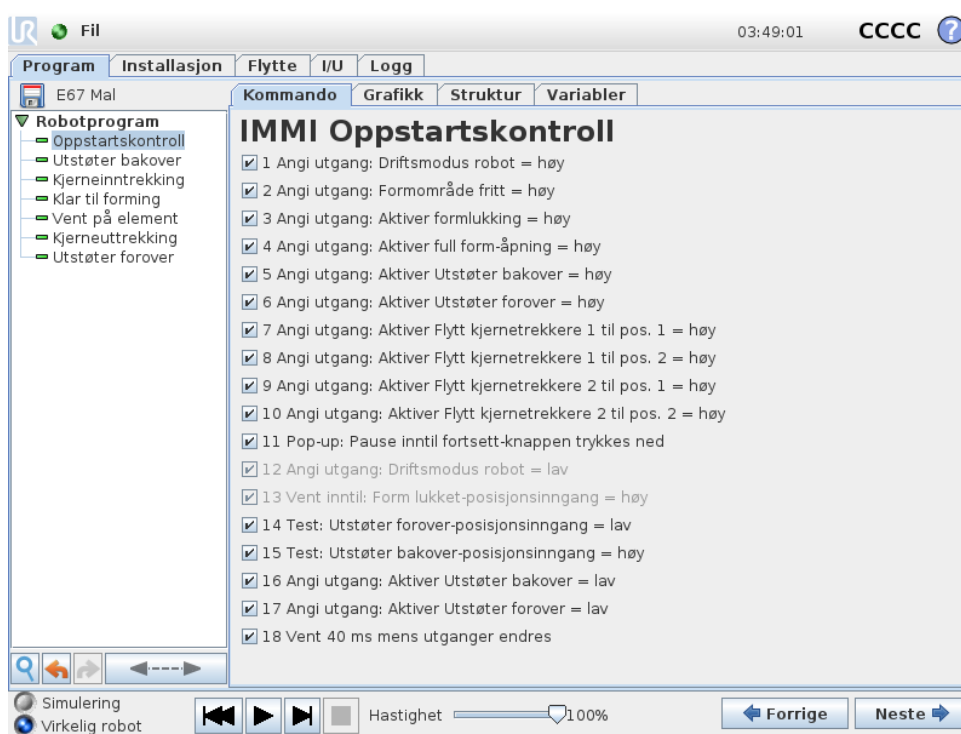 UR Fil 03:49:01 CCCC ?
Program Installasjon Flytte I/U Logg
E67 Mal
Kommando Grafikk Struktur Variabler
Robotprogram
Oppstartskontroll
Utstøter bakover
Kjerneinntrekking
Klar til forming
Vent på element
Kjerneuttrekking
Utstøter forover
IMMI Oppstartskontroll
1 Angi utgang: Driftsmodus robot = høy
2 Angi utgang: Formområde fritt = høy
3 Angi utgang: Aktiver formlukking = høy
4 Angi utgang: Aktiver full form-åpning = høy
5 Angi utgang: Aktiver Utstøter bakover = høy
6 Angi utgang: Aktiver Utstøter forover = høy
7 Angi utgang: Aktiver Flytt kjernetrekkere 1 til pos. 1 = høy
8 Angi utgang: Aktiver Flytt kjernetrekkere 1 til pos. 2 = høy
9 Angi utgang: Aktiver Flytt kjernetrekkere 2 til pos. 1 = høy
10 Angi utgang: Aktiver Flytt kjernetrekkere 2 til pos. 2 = høy
11 Pop-up: Pause inntil fortsett-knappen trykkes ned
12 Angi utgang: Driftsmodus robot = lav
13 Vent inntil: Form lukket-posisjonsinngang = høy
14 Test: Utstøter forover-posisjonsinngang = lav
15 Test: Utstøter bakover-posisjonsinngang = høy
16 Angi utgang: Aktiver Utstøter bakover = lav
17 Angi utgang: Aktiver Utstøter forover = lav
18 Vent 40 ms mens utganger endres
Simulering
Virkelig robot
Hastighet 100%
Forrige Neste